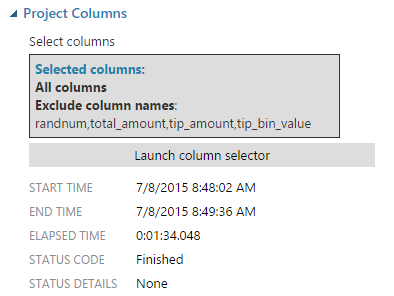 Project Columns
Select columns
Selected columns:
All columns
Exclude column names:
randnum,total_amount,tip_amount,tip_bin_value
Launch column selector
START TIME 7/8/2015 8:48:02 AM
END TIME 7/8/2015 8:49:36 AM
ELAPSED TIME 0:01:34.048
STATUS CODE Finished
STATUS DETAILS None